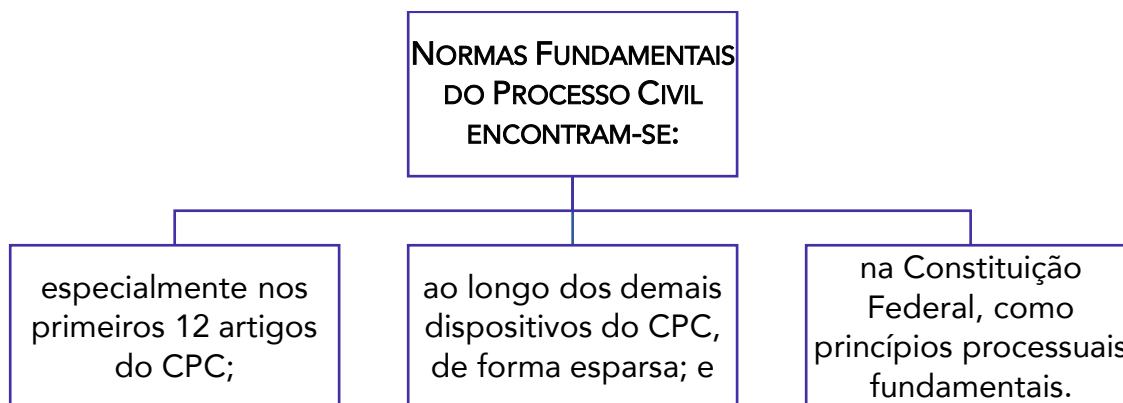 NORMAS FUNDAMENTAIS
DO PROCESSO CIVIL
ENCONTRAM-SE:
especialmente nos
primeiros 12 artigos
do CPC;
ao longo dos demais
dispositivos do CPC,
de forma esparsa; e
na Constituição
Federal, como
princípios processuais
fundamentais.